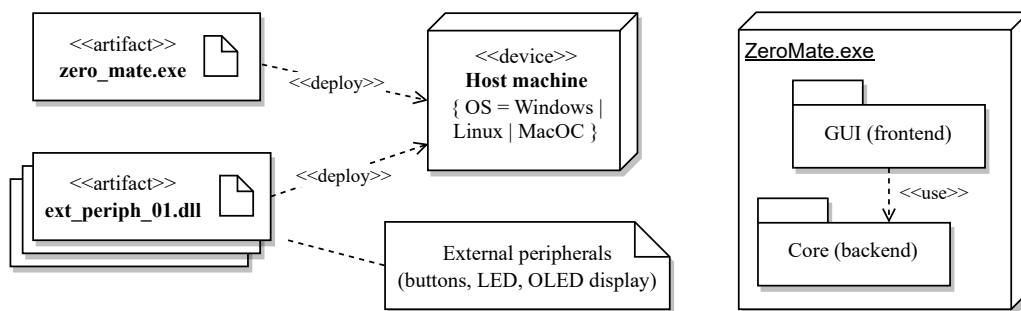 <<artifact>>
zero_mate.exe
<<deploy>>
<<device>>
Host machine
{ OS = Windows |
Linux | MacOC }
<<artifact>>
ext_periph_01.dll
<<deploy>>
External peripherals
(buttons, LED, OLED display)
ZeroMate.exe
GUI (frontend)
<<use>>
Core (backend)